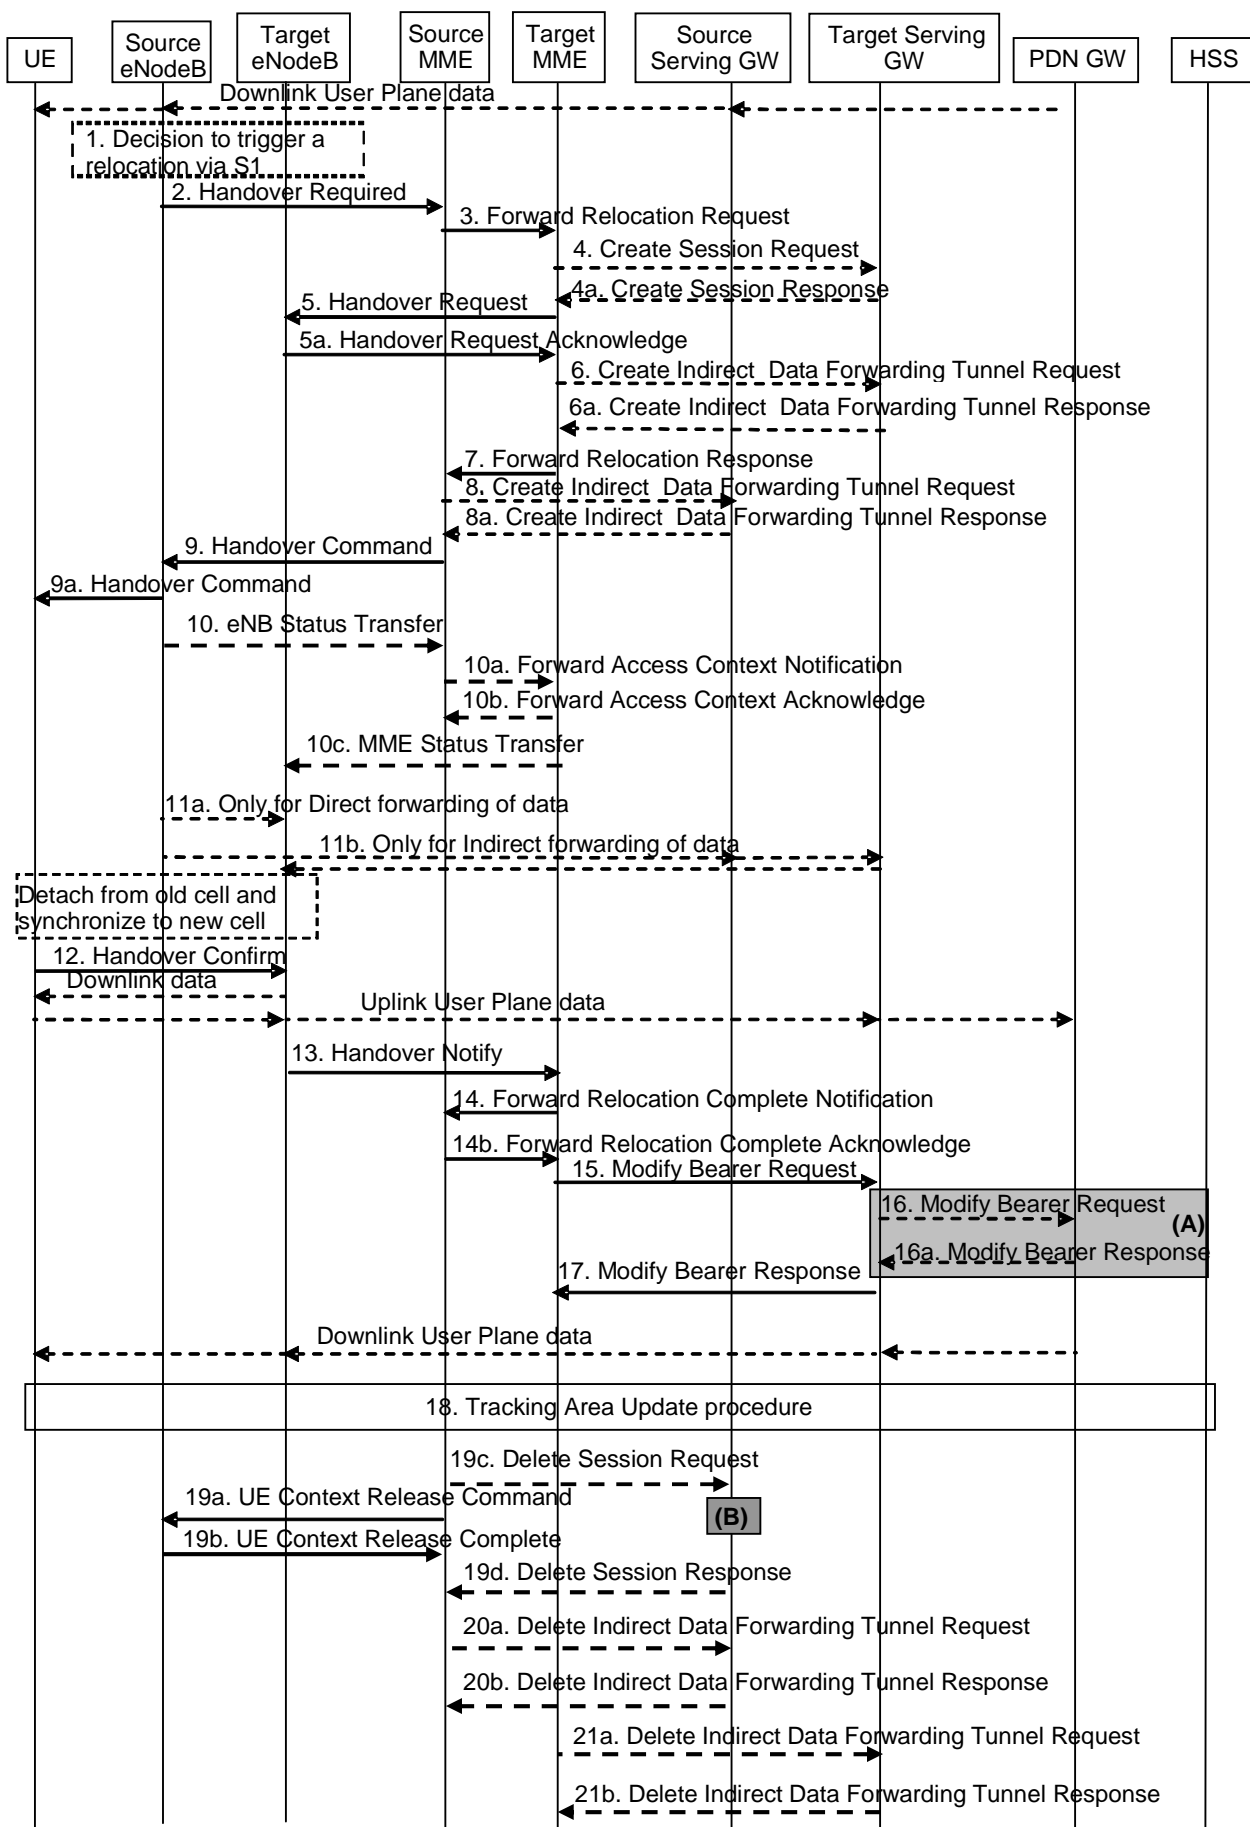 UE
Source
eNodeB
Target
eNodeB
Source
MME
Target
MME
Source
Serving GW
Target Serving
GW
PDN GW
HSS
Downlink User Plane data
1. Decision to trigger a
relocation via S1
2. Handover Required
3. Forward Relocation Request
4. Create Session Request
4a. Create Session Response
5. Handover Request
5a. Handover Request Acknowledge
6. Create Indirect Data Forwarding Tunnel Request
6a. Create Indirect Data Forwarding Tunnel Response
7. Forward Relocation Response
8. Create Indirect Data Forwarding Tunnel Request
8a. Create Indirect Data Forwarding Tunnel Response
9. Handover Command
9a. Handover Command
10. eNB Status Transfer
10a. Forward Access Context Notification
10b. Forward Access Context Acknowledge
10c. MME Status Transfer
11a. Only for Direct forwarding of data
11b. Only for Indirect forwarding of data
Detach from old cell and
synchronize to new cell
12. Handover Confirm
Downlink data
Uplink User Plane data
13. Handover Notify
14. Forward Relocation Complete Notification
14b. Forward Relocation Complete Acknowledge
15. Modify Bearer Request
16. Modify Bearer Request
(A)
16a. Modify Bearer Response
17. Modify Bearer Response
Downlink User Plane data
18. Tracking Area Update procedure
19c. Delete Session Request
19a. UE Context Release Command
(B)
19b. UE Context Release Complete
19d. Delete Session Response
20a. Delete Indirect Data Forwarding Tunnel Request
20b. Delete Indirect Data Forwarding Tunnel Response
21a. Delete Indirect Data Forwarding Tunnel Request
21b. Delete Indirect Data Forwarding Tunnel Response